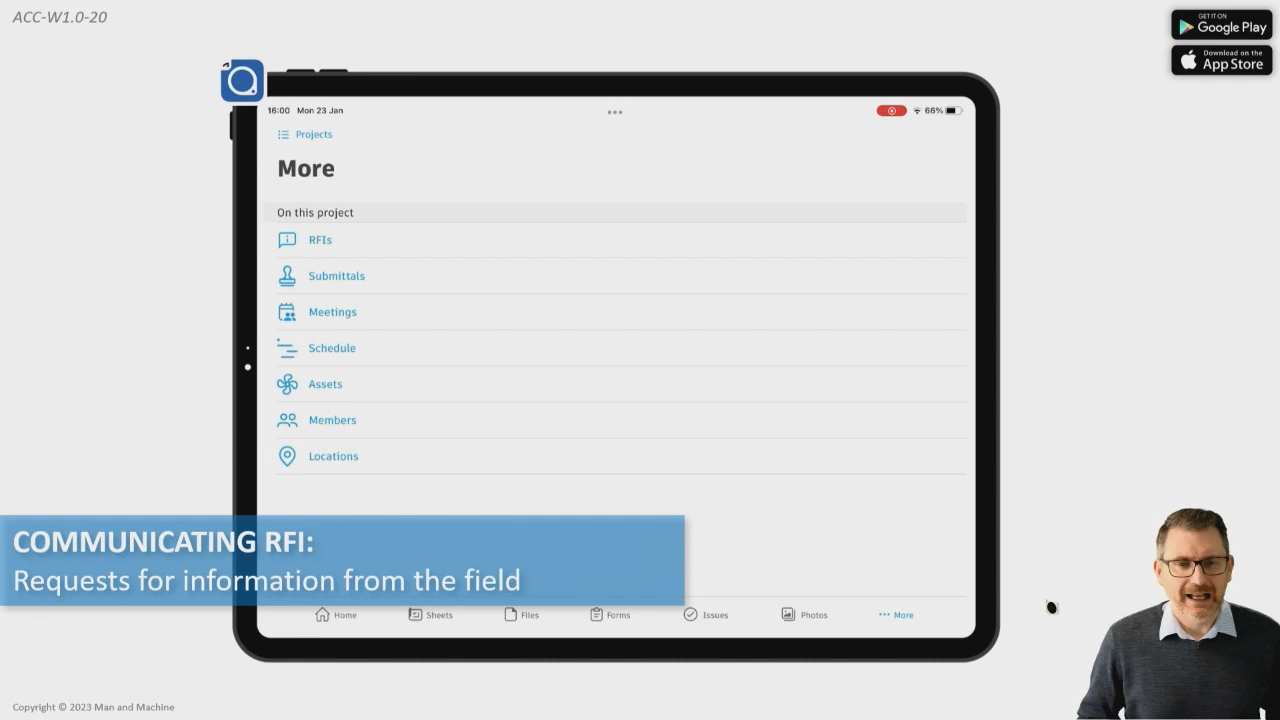 ACC-W1.0-20
GET IT ON
Google Play
Download on the
App Store
16:00 Mon 23 Jan
66%
Projects
More
On this project
RFIs
Submittals
Meetings
Schedule
Assets
Members
Locations
COMMUNICATING RFI:
Requests for information from the field
Home Sheets Files Forms Issues Photos More
Copyright © 2023 Man and Machine